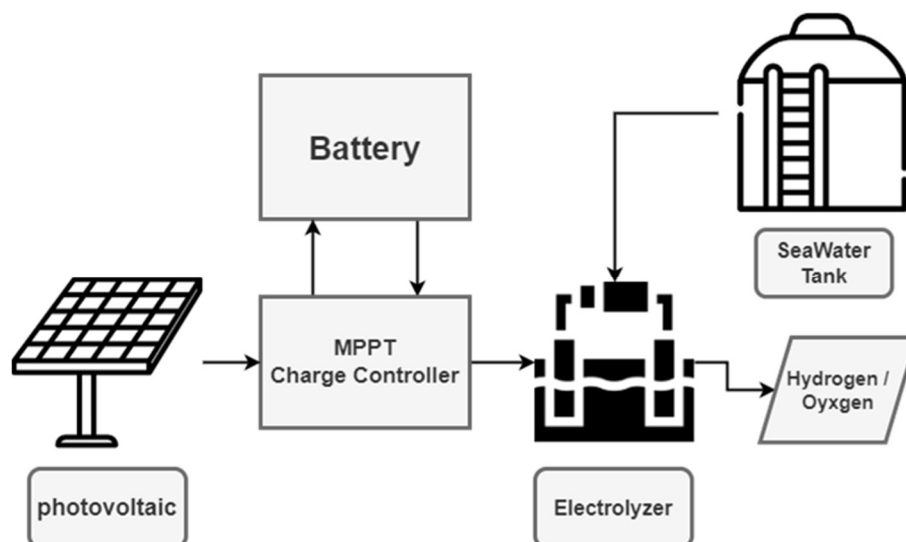 Battery
SeaWater
Tank
MPPT
Charge Controller
Hydrogen /
Oyxgen
photovoltaic
Electrolyzer